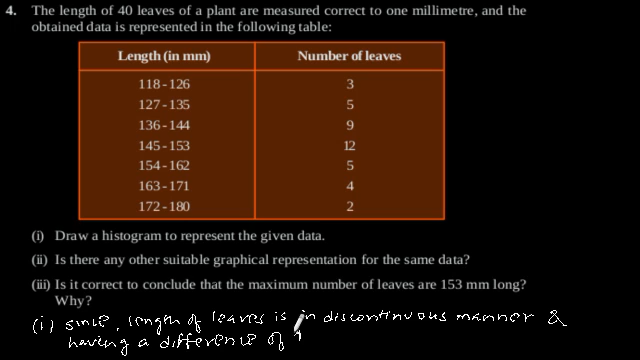 4. The length of 40 leaves of a plant are measured correct to one millimetre, and the
obtained data is represented in the following table:
Length (in mm) Number of leaves
118 - 126 3
127 - 135 5
136 - 144 9
145 - 153 12
154 - 162 5
163 - 171 4
172 - 180 2
(i) Draw a histogram to represent the given data.
(ii) Is there any other suitable graphical representation for the same data?
(iii) Is it correct to conclude that the maximum number of leaves are 153 mm long?
Why?
(i) since, length of leaves is in discontinuous manner &
having a difference of 1